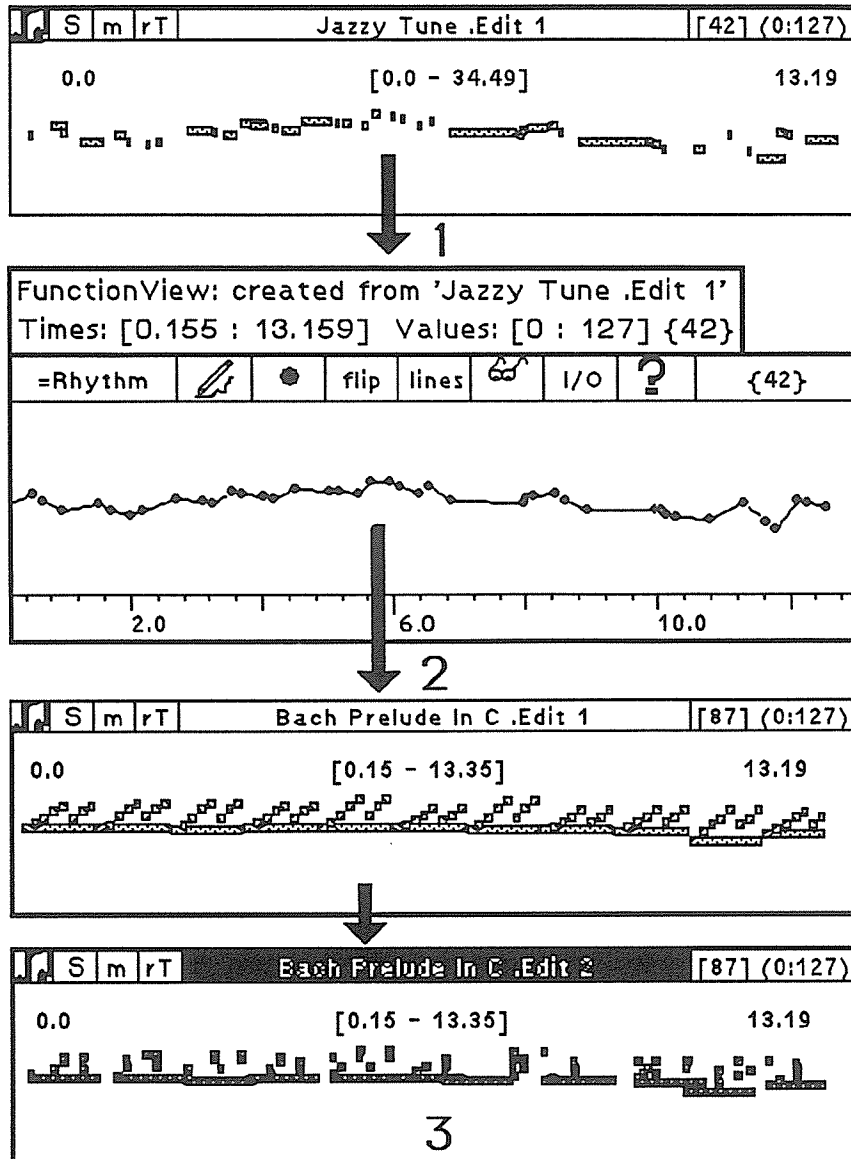 S m rT Jazzy Tune .Edit 1 [42] (0:127)
0.0 [0.0 - 34.49] 13.19
1
FunctionView: created from 'Jazzy Tune .Edit 1'
Times: [0.155 : 13.159] Values: [0 : 127] {42}
=Rhythm flip lines I/O ? {42}
2.0 6.0 10.0
2
S m rT Bach Prelude In C .Edit 1 [87] (0:127)
0.0 [0.15 - 13.35] 13.19
S m rT Bach Prelude In C .Edit 2 [87] (0:127)
0.0 [0.15 - 13.35] 13.19
3